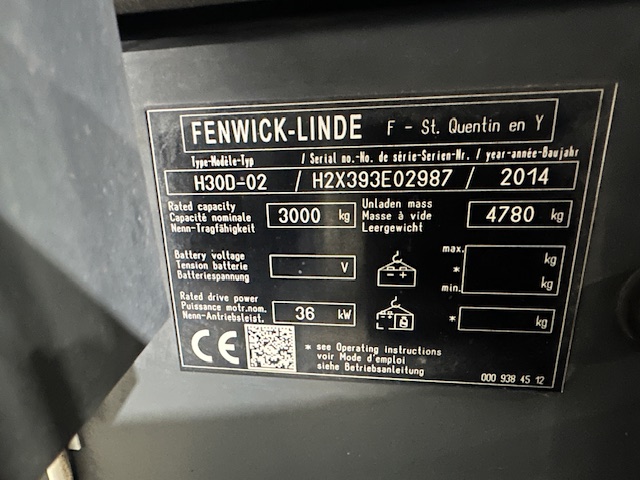 FENWICK-LINDE F - St. Quentin en Y
Type-Modèle-Typ / Serial no.-No. de série-Serien-Nr. / year-année-Baujahr
H30D-02 / H2X393E02987 / 2014
Rated capacity
Capacité nominale
Nenn-Tragfähigkeit
3000 kg
Unladen mass
Masse à vide
Leergewicht
4780 kg
Battery voltage
Tension batterie
Batteriespannung
V
max.
*
min.
kg
kg
Rated drive power
Puissance motr.nom.
Nenn-Antriebsleist.
36 kW
* kg
CE
* see Operating instructions
voir Mode d'emploi
siehe Betriebsanleitung
000 938 45 12